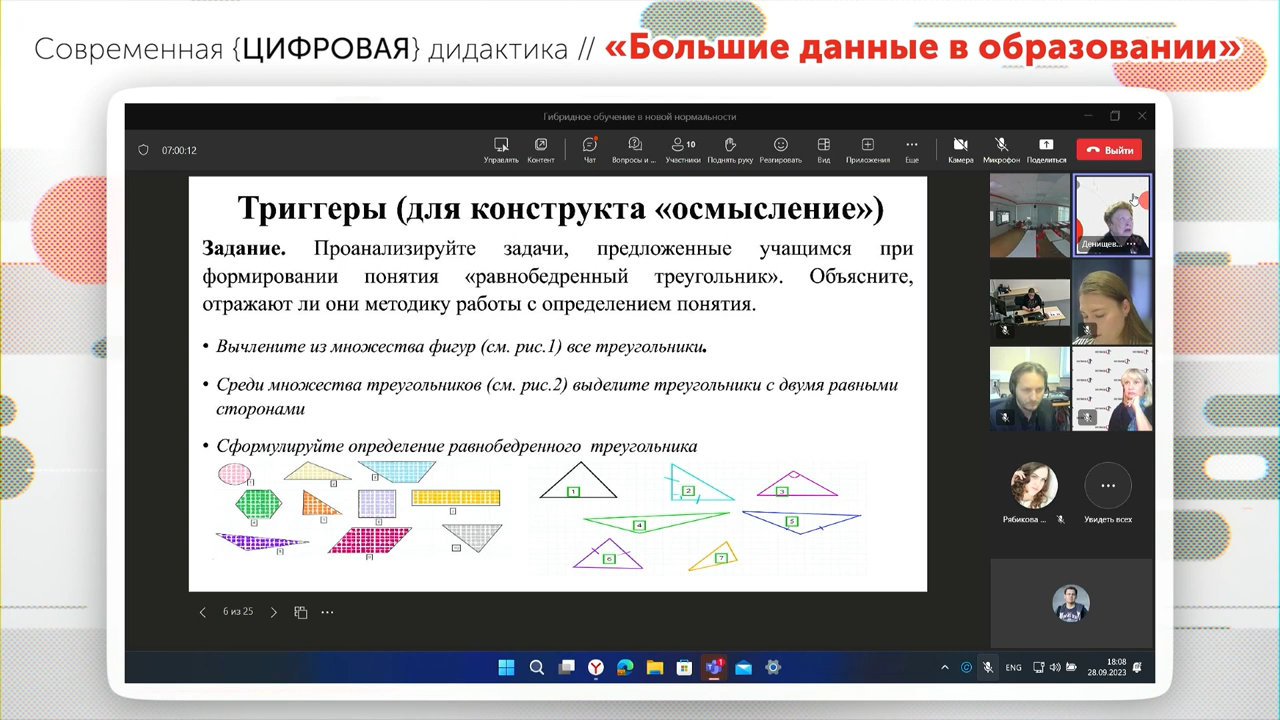 Современная {ЦИФРОВАЯ} дидактика // «Большие данные в образовании»
Гибридное обучение в новой нормальности
07:00:12
Управлять
Контент
Чат
Вопросы и ...
10
Участники
Поднять руку
Реагировать
Вид
Приложения
Еще
Камера
Микрофон
Поделиться
Выйти
Триггеры (для конструкта «осмысление»)
Задание. Проанализируйте задачи, предложенные учащимся при
формировании понятия «равнобедренный треугольник». Объясните,
отражают ли они методику работы с определением понятия.
• Вычлените из множества фигур (см. рис.1) все треугольники.
• Среди множества треугольников (см. рис.2) выделите треугольники с двумя равными
сторонами
• Сформулируйте определение равнобедренного треугольника
1
2
3
4
5
6
7
Денищев...
Рябикова ...
Увидеть всех
6 из 25
ENG
18:08
28.09.2023